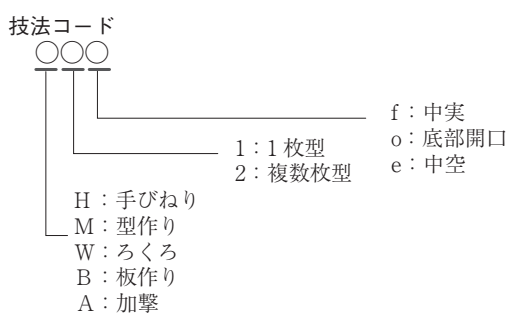 技法コード
○○○
f：中実
o：底部開口
e：中空
1：1枚型
2：複数枚型
H：手びねり
M：型作り
W：ろくろ
B：板作り
A：加撃